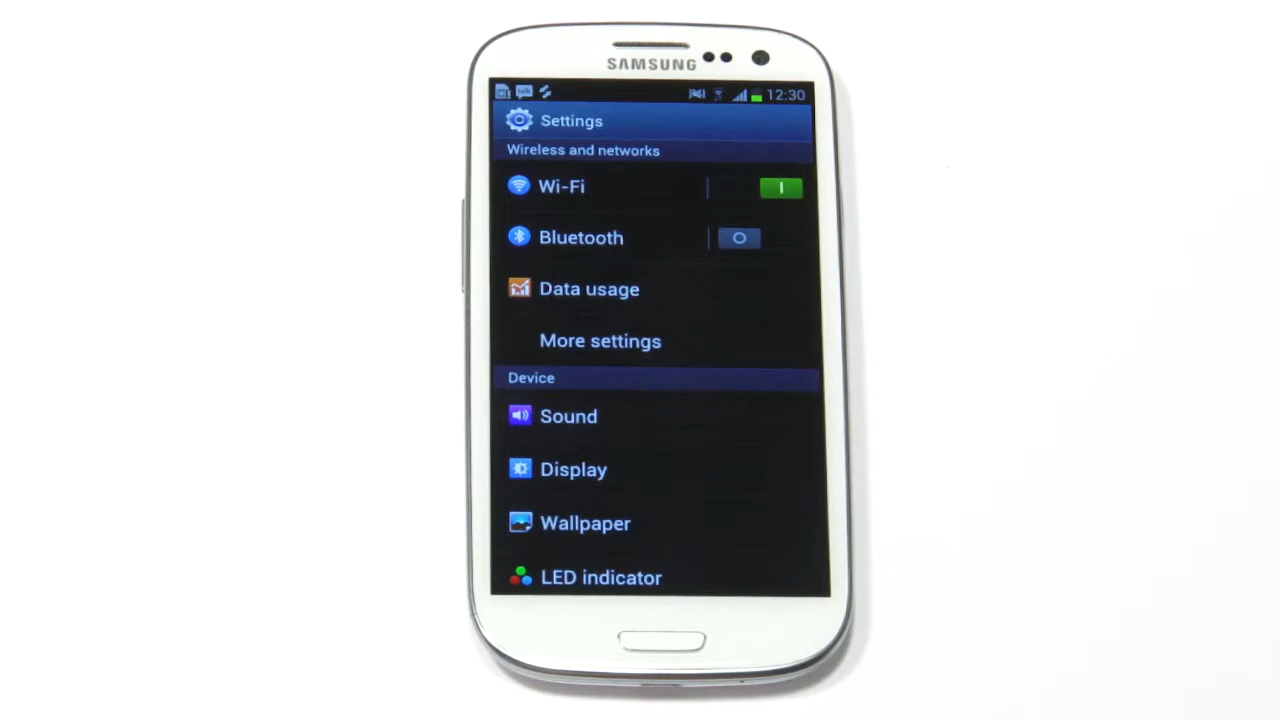 SAMSUNG
talk 12:30
Settings
Wireless and networks
Wi-Fi
Bluetooth
Data usage
More settings
Device
Sound
Display
Wallpaper
LED indicator